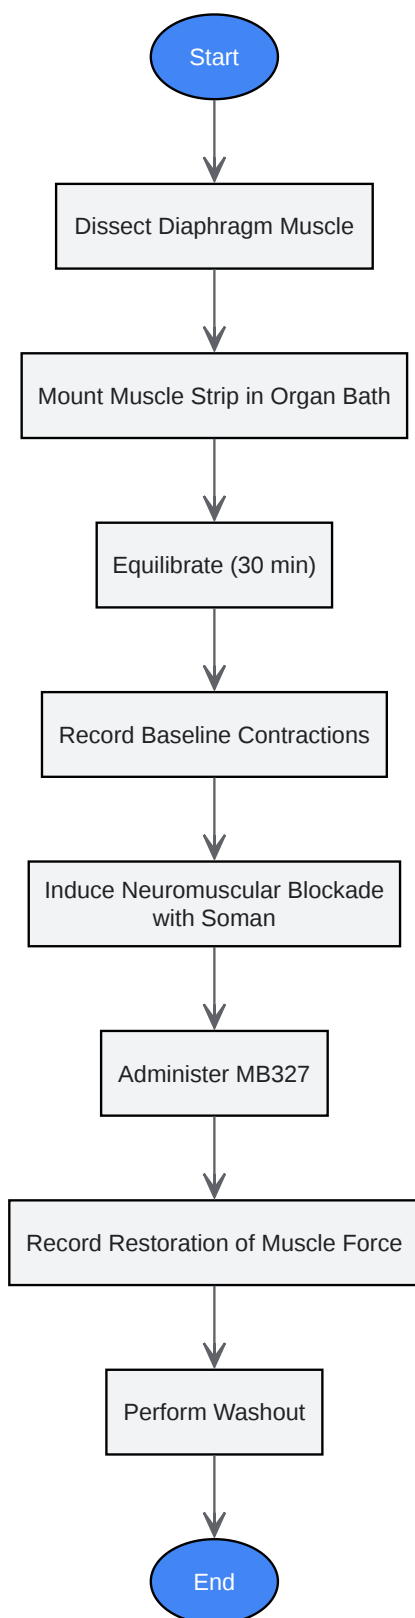 Start
Dissect Diaphragm Muscle
Mount Muscle Strip in Organ Bath
Equilibrate (30 min)
Record Baseline Contractions
Induce Neuromuscular Blockade
with Soman
Administer MB327
Record Restoration of Muscle Force
Perform Washout
End